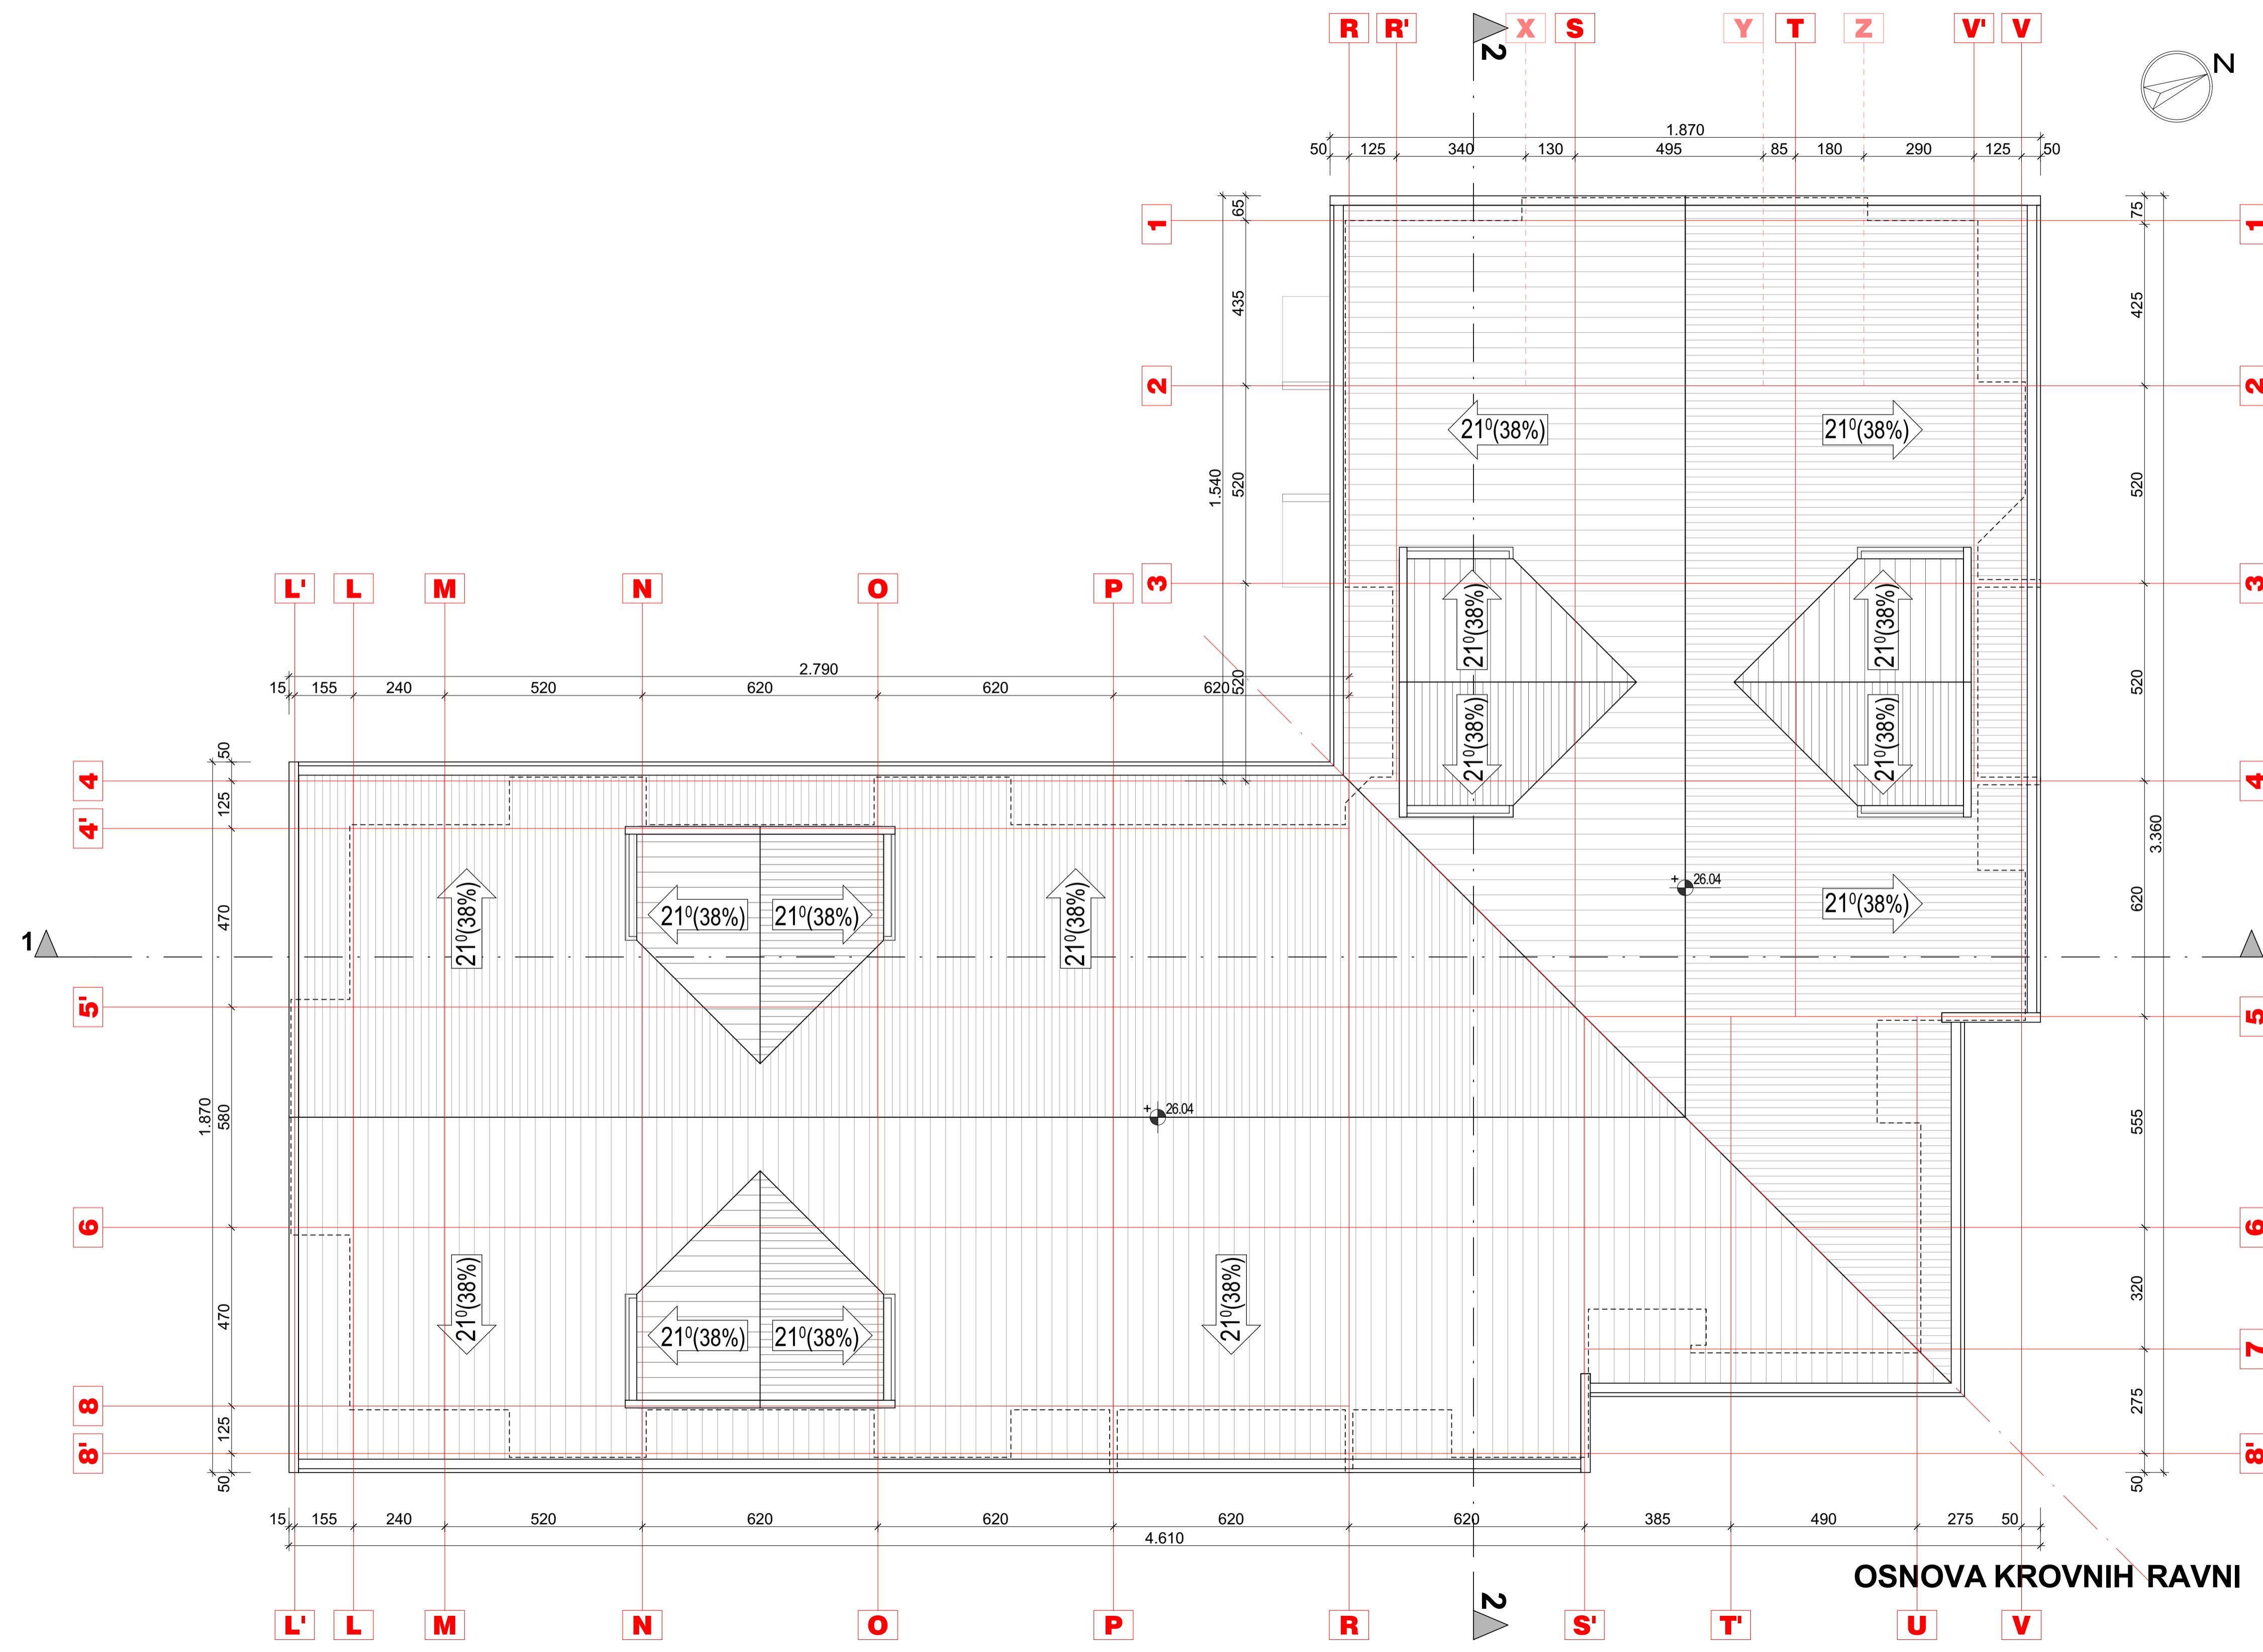 R R' X S Y T Z V' V
N
2
1.870
50 125 340 130 495 85 180 290 125 50
1 65 75 1
435 425
2 2
21⁰(38%) 21⁰(38%)
1.540 520 520
3 3
L' L M N O P
21⁰(38%) 21⁰(38%)
2.790
15 155 240 520 620 620 620 520 520
21⁰(38%) 21⁰(38%)
50
4 4
125
4'
3.360
+ 26.04
470 620
21⁰(38%) 21⁰(38%) 21⁰(38%) 21⁰(38%) 21⁰(38%)
1
5' 5
1.870 580 + 26.04 555
6 6
470 320
21⁰(38%) 21⁰(38%) 21⁰(38%) 21⁰(38%)
7
8 275
125
8' 8'
50 50
15 155 240 520 620 620 620 620 385 490 275 50
4.610
OSNOVA KROVNIH RAVNI
2
L' L M N O P R S' T' U V